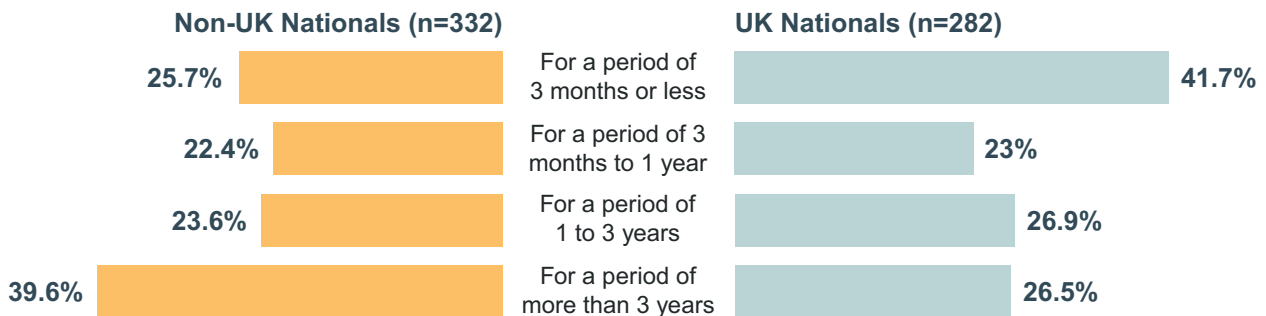 Non-UK Nationals (n=332)
UK Nationals (n=282)
25.7%
For a period of
3 months or less
41.7%
22.4%
For a period of 3
months to 1 year
23%
23.6%
For a period of
1 to 3 years
26.9%
39.6%
For a period of
more than 3 years
26.5%